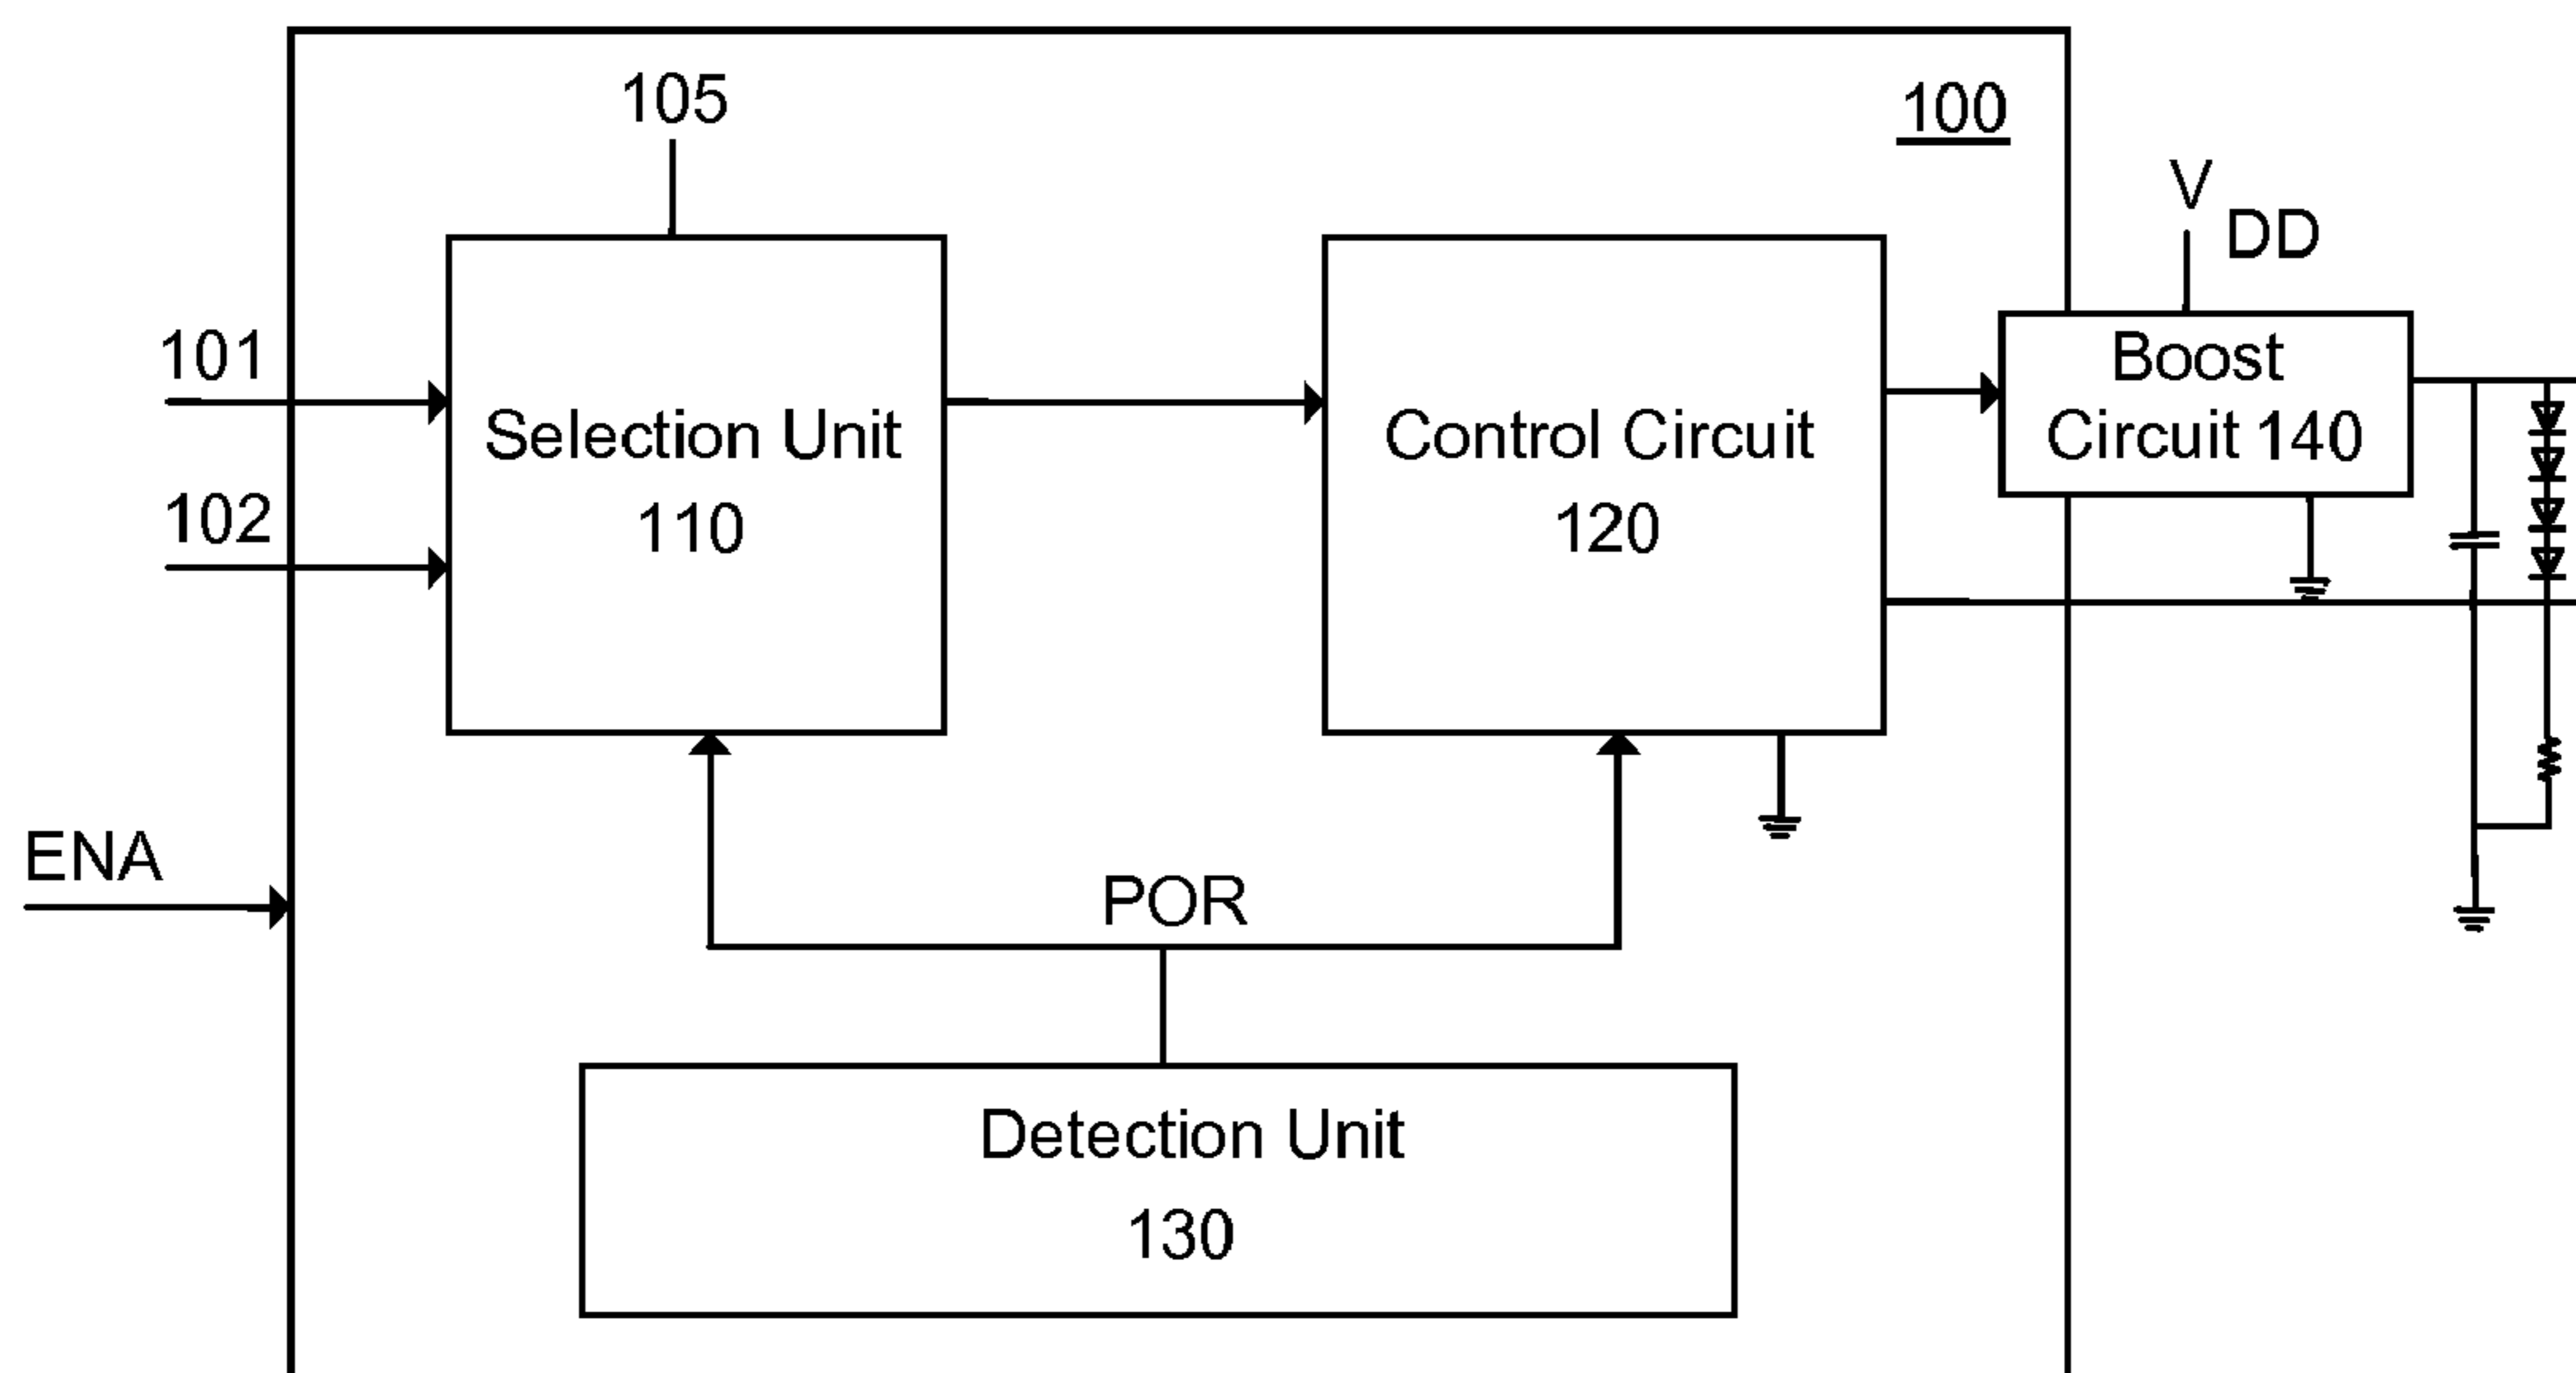 105
100
V
DD
101
Boost
Circuit 140
Selection Unit
110
Control Circuit
120
102
ENA
POR
Detection Unit
130